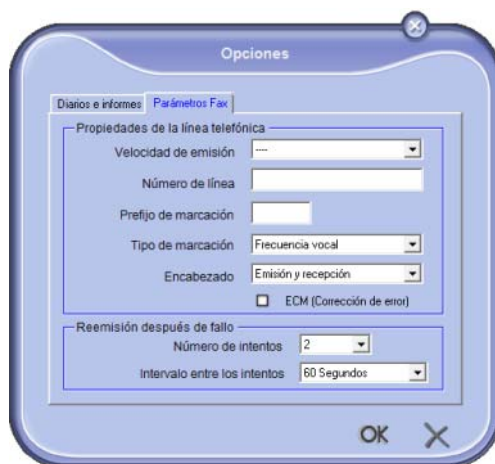 Opciones
Diarios e informes Parámetros Fax
Propiedades de la línea telefónica
Velocidad de emisión ----
Número de línea
Prefijo de marcación
Tipo de marcación Frecuencia vocal
Encabezado Emisión y recepción
ECM (Corrección de error)
Reemisión después de fallo
Número de intentos 2
Intervalo entre los intentos 60 Segundos
OK